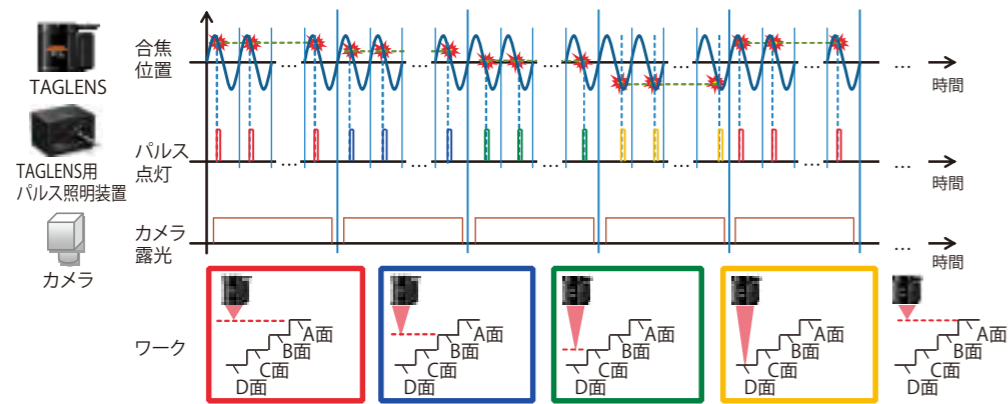 TAGLENS
TAGLENS用
パルス照明装置
カメラ
合焦
位置
… … … … … …
時間
パルス
点灯
… … … … … …
時間
カメラ
露光
…
時間
ワーク
A面
B面
C面
D面
A面
B面
C面
D面
A面
B面
C面
D面
A面
B面
C面
D面
A面
B面
C面
D面